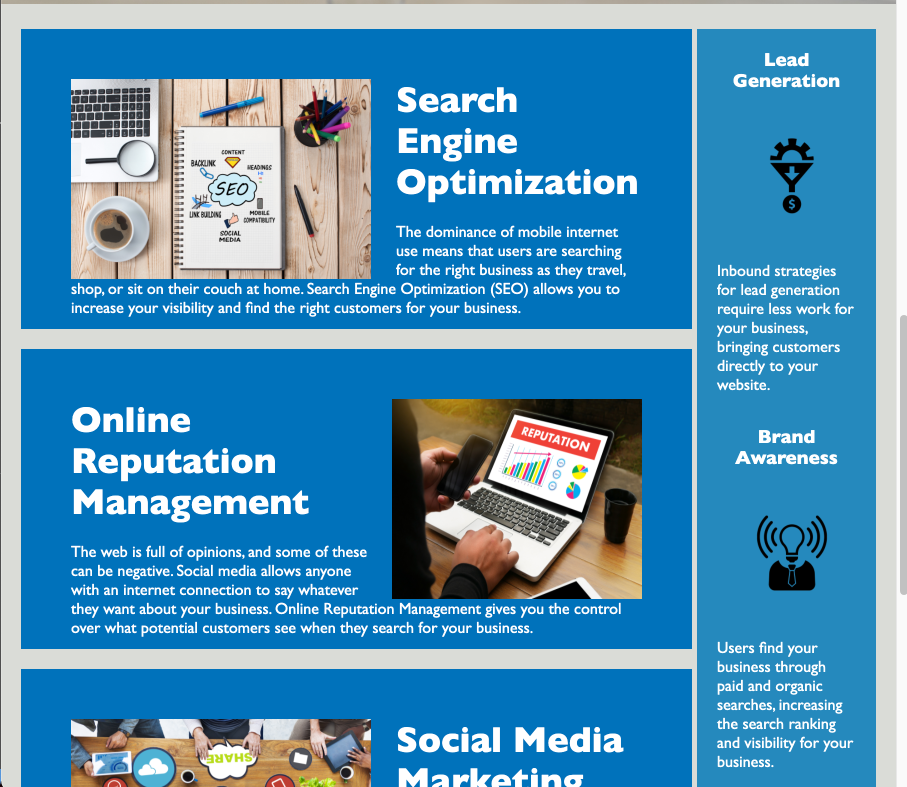 Search
Engine
Optimization
CONTENT
BACKLINK
HEADINGS
SEO
LINK BUILDING
MOBILE
COMPATIBILITY
SOCIAL
MEDIA
The dominance of mobile internet
use means that users are searching
for the right business as they travel,
shop, or sit on their couch at home. Search Engine Optimization (SEO) allows you to
increase your visibility and find the right customers for your business.
Online
Reputation
Management
REPUTATION
The web is full of opinions, and some of these
can be negative. Social media allows anyone
with an internet connection to say whatever
they want about your business. Online Reputation Management gives you the control
over what potential customers see when they search for your business.
SHARE
Social Media
Marketing
Lead
Generation
$
Inbound strategies
for lead generation
require less work for
your business,
bringing customers
directly to your
website.
Brand
Awareness
Users find your
business through
paid and organic
searches, increasing
the search ranking
and visibility for your
business.